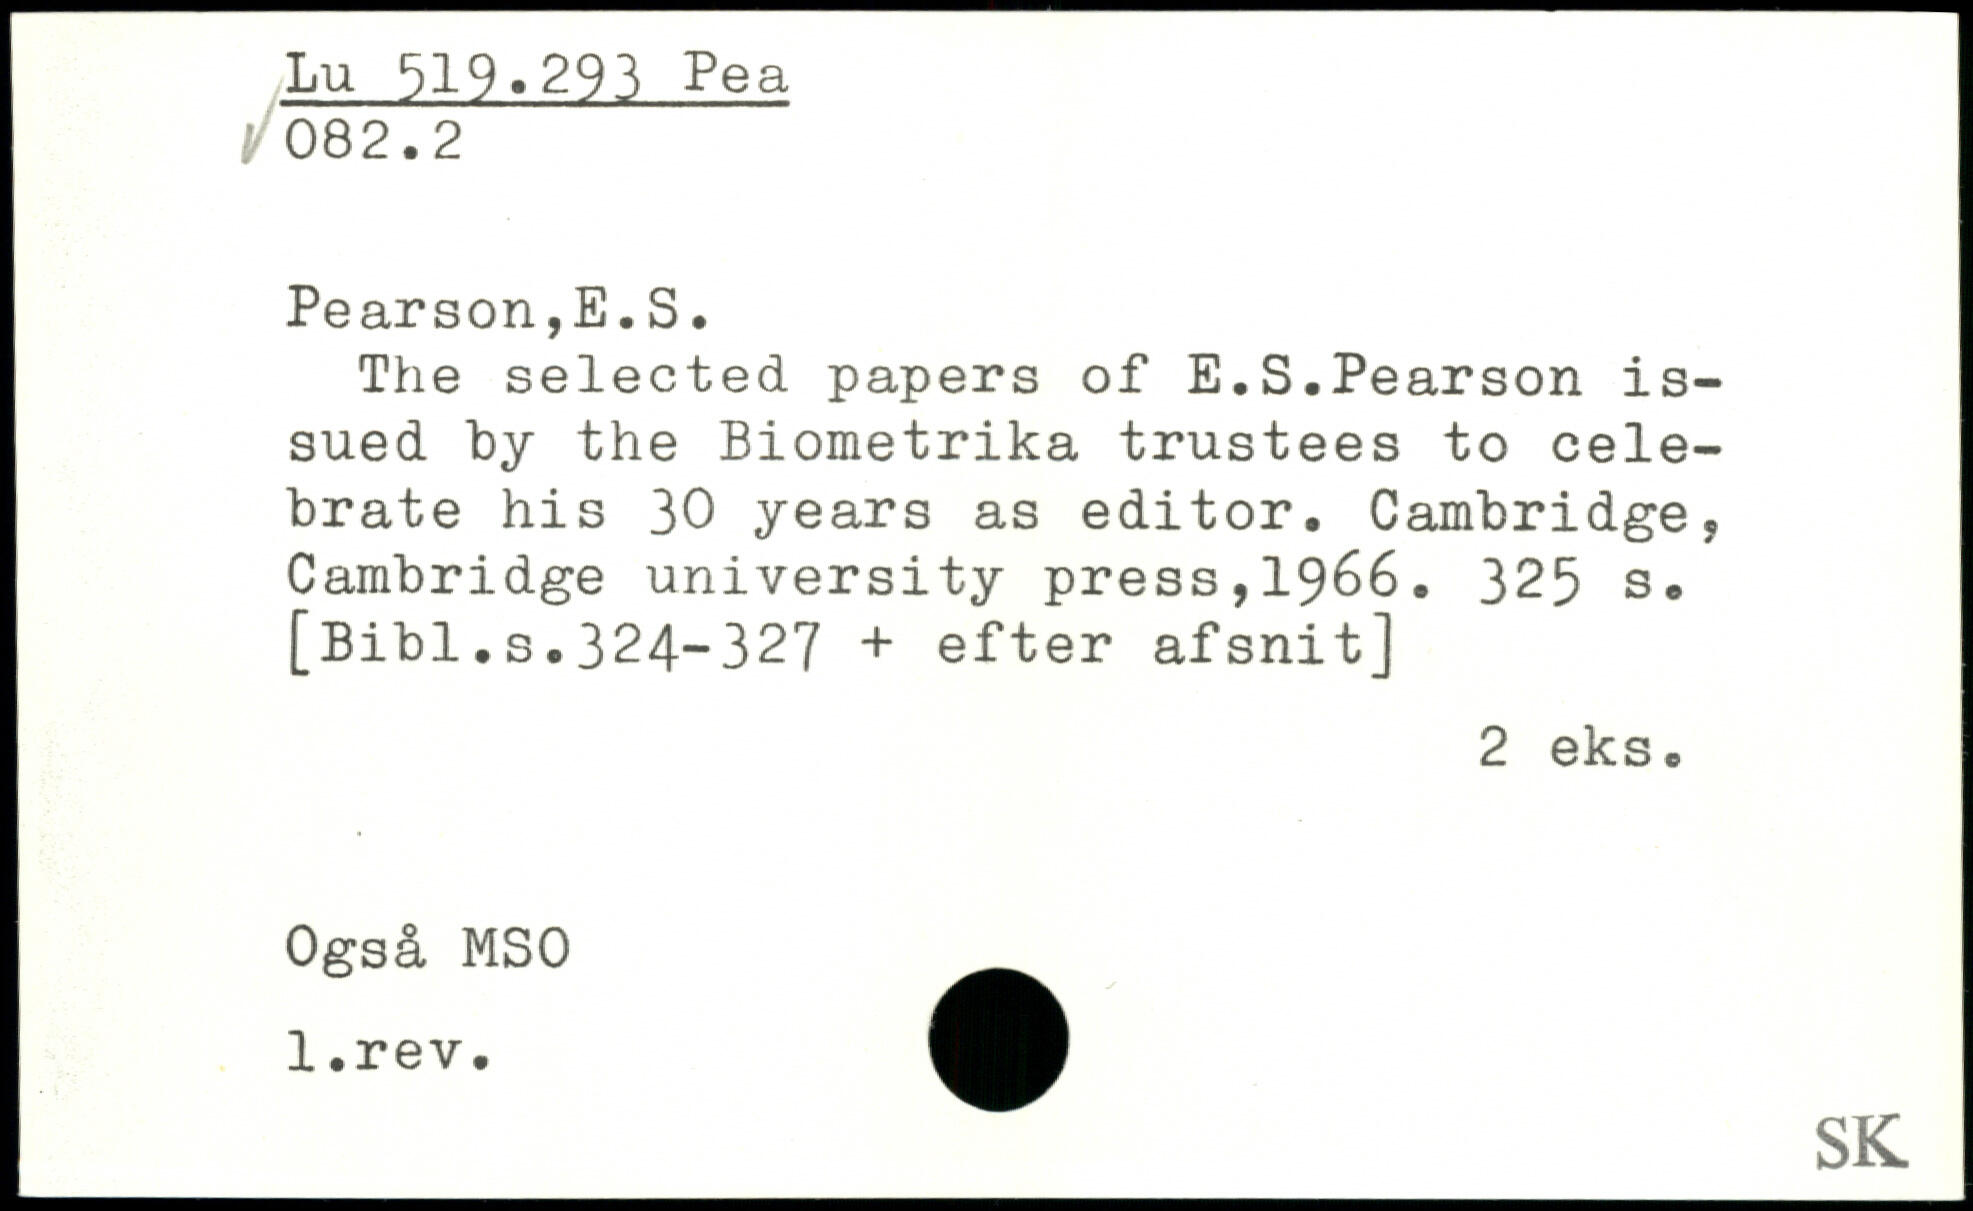 Lu 519.293 Pea
082.2
Pearson,E.S.
The selected papers of E.S.Pearson is-
sued by the Biometrika trustees to cele-
brate his 30 years as editor. Cambridge,
Cambridge university press,1966. 325 s.
[Bibl.s.324-327 + efter afsnit]
2 eks.
Også MSO
1.rev.
SK